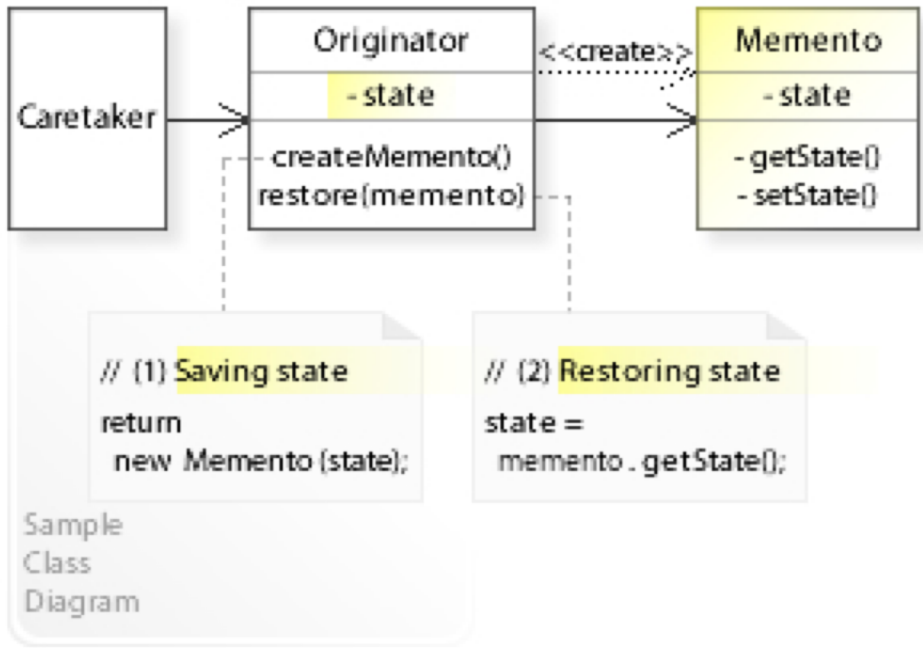 Caretaker
Originator
- state
createMemento()
restore(memento)
<<create>>
Memento
- state
- getState()
- setState()
// (1) Saving state
return
new Memento (state);
// (2) Restoring state
state =
memento . getState();
Sample
Class
Diagram